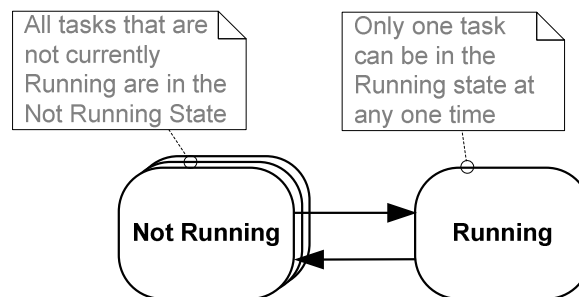 All tasks that are
not currently
Running are in the
Not Running State
Only one task
can be in the
Running state at
any one time
Not Running
Running